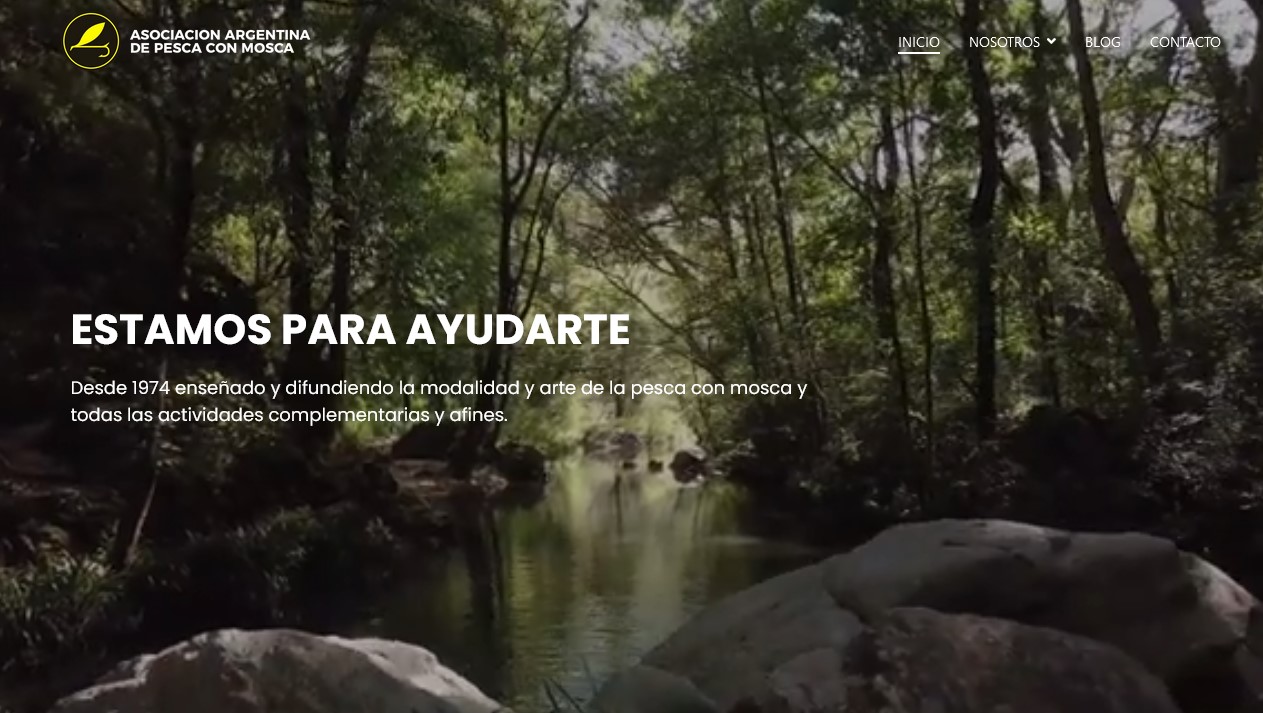 ASOCIACION ARGENTINA
DE PESCA CON MOSCA
INICIO NOSOTROS BLOG CONTACTO
ESTAMOS PARA AYUDARTE
Desde 1974 enseñado y difundiendo la modalidad y arte de la pesca con mosca y
todas las actividades complementarias y afines.